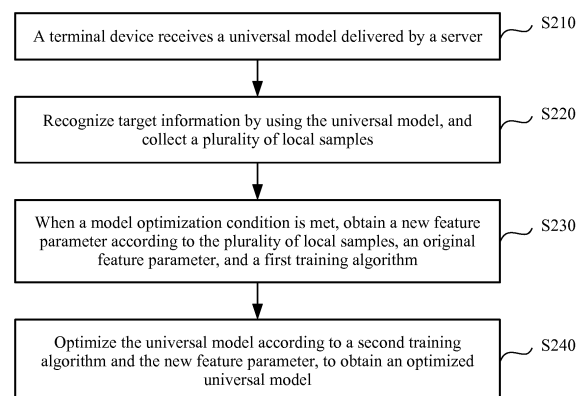 A terminal device receives a universal model delivered by a server
S210
Recognize target information by using the universal model, and
collect a plurality of local samples
S220
When a model optimization condition is met, obtain a new feature
parameter according to the plurality of local samples, an original
feature parameter, and a first training algorithm
S230
Optimize the universal model according to a second training
algorithm and the new feature parameter, to obtain an optimized
universal model
S240